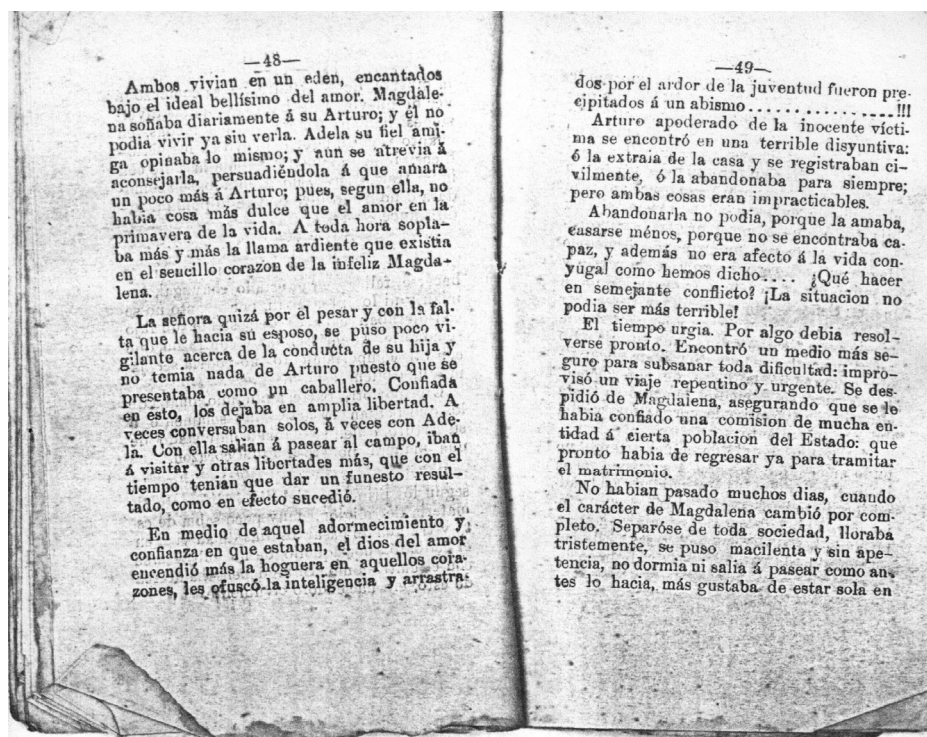 —48—
Ambos vivian en un eden, encantados
bajo el ideal bellísimo del amor. Magdale-
na soñaba diariamente á su Arturo; y él no
podia vivir ya sin verla. Adela su fiel ami-
ga opinaba lo mismo; y aun se atrevia á
aconsejarla, persuadiéndola á que amara
un poco más á Arturo; pues, segun ella, no
habia cosa más dulce que el amor en la
primavera de la vida. A toda hora sopla-
ba más y más la llama ardiente que existia
en el sencillo corazon de la infeliz Magda-
lena.
La señora quizá por el pesar y con la fal-
ta que le hacia su esposo, se puso poco vi-
gilante acerca de la conducta de su hija y
no temia nada de Arturo puesto que se
presentaba como un caballero. Confiada
en ésto, los dejaba en amplia libertad. A
veces conversaban solos, á veces con Ade-
la. Con ella salian á pasear al campo, iban
á visitar y otras libertades más, que con el
tiempo tenian que dar un funesto resul-
tado, como en efecto sucedió.
En medio de aquel adormecimiento y
confianza en que estaban, el dios del amor
encendió más la hoguera en aquellos cora-
zones, les ofuscó la inteligencia y arrastra-
—49—
dos por el ardor de la juventud fueron pre-
cipitados á un abismo....................!!!
Arturo apoderado de la inocente vícti-
ma se encontró en una terrible disyuntiva:
ó la extraia de la casa y se registraban ci-
vilmente, ó la abandonaba para siempre;
pero ambas cosas eran impracticables.
Abandonarla no podia, porque la amaba,
casarse ménos, porque no se encontraba ca-
paz, y además no era afecto á la vida con-
yugal como hemos dicho.... ¿Qué hacer
en semejante conflicto? ¡La situacion no
podia ser más terrible!
El tiempo urgia. Por algo debia resol-
verse pronto. Encontró un medio más se-
guro para subsanar toda dificultad: impro-
visó un viaje repentino y urgente. Se des-
pidió de Magdalena, asegurando que se le
habia confiado una comision de mucha en-
tidad á cierta poblacion del Estado: que
pronto habia de regresar ya para tramitar
el matrimonio.
No habian pasado muchos dias, cuando
el carácter de Magdalena cambió por com-
pleto. Separóse de toda sociedad, lloraba
tristemente, se puso macilenta y sin ape-
tencia, no dormia ni salia á pasear como an-
tes lo hacia, más gustaba de estar sola en